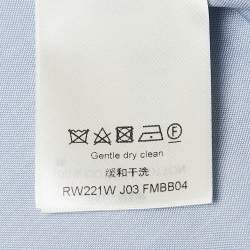 Gentle dry clean
缓和干洗
RW221W J03 FMBB04